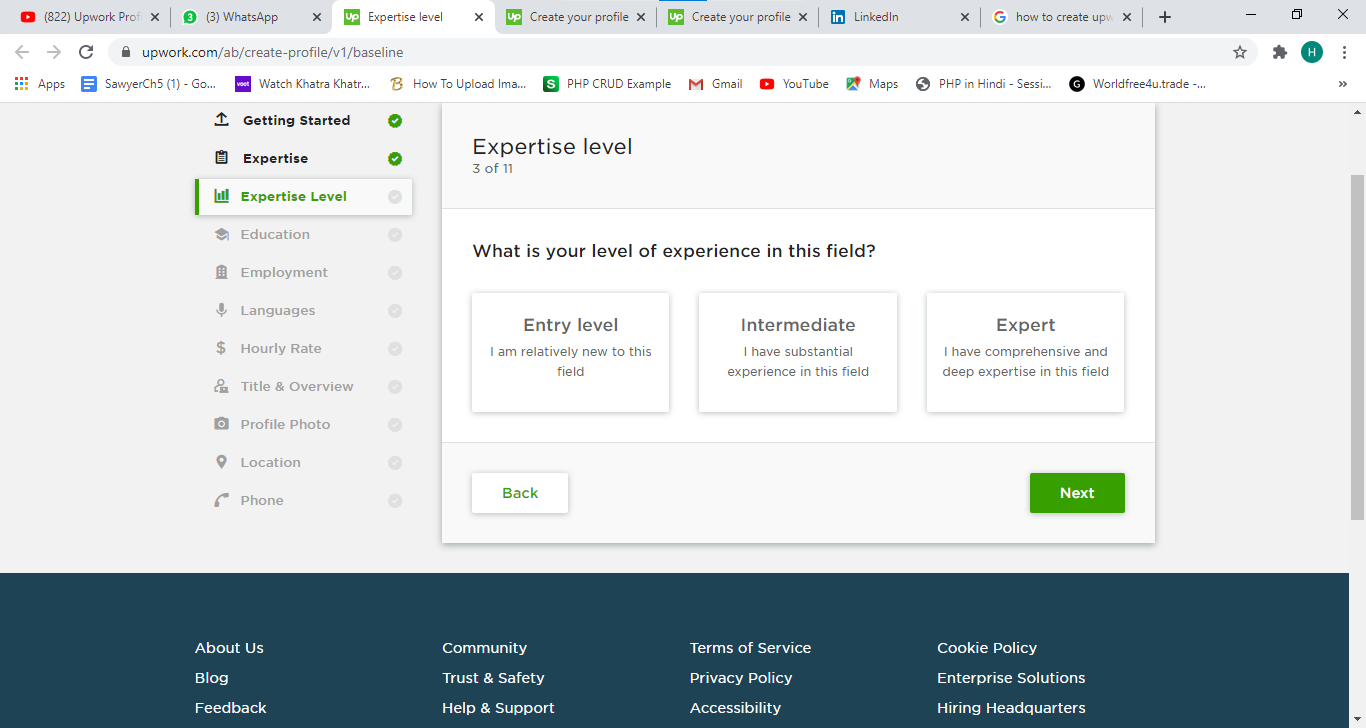 (822) Upwork Prof
3 (3) WhatsApp
Up Expertise level
Up Create your profile
Up Create your profile
in LinkedIn
G how to create upw
upwork.com/ab/create-profile/v1/baseline
H
Apps
SawyerCh5 (1) - Go...
voot Watch Khatra Khatr...
B How To Upload Ima...
S PHP CRUD Example
Gmail
YouTube
Maps
PHP in Hindi - Sessi...
G Worldfree4u.trade -...
»
Getting Started
Expertise
Expertise Level
Education
Employment
Languages
$ Hourly Rate
Title & Overview
Profile Photo
Location
Phone
Expertise level
3 of 11
What is your level of experience in this field?
Entry level
I am relatively new to this
field
Intermediate
I have substantial
experience in this field
Expert
I have comprehensive and
deep expertise in this field
Back
Next
About Us
Community
Terms of Service
Cookie Policy
Blog
Trust & Safety
Privacy Policy
Enterprise Solutions
Feedback
Help & Support
Accessibility
Hiring Headquarters